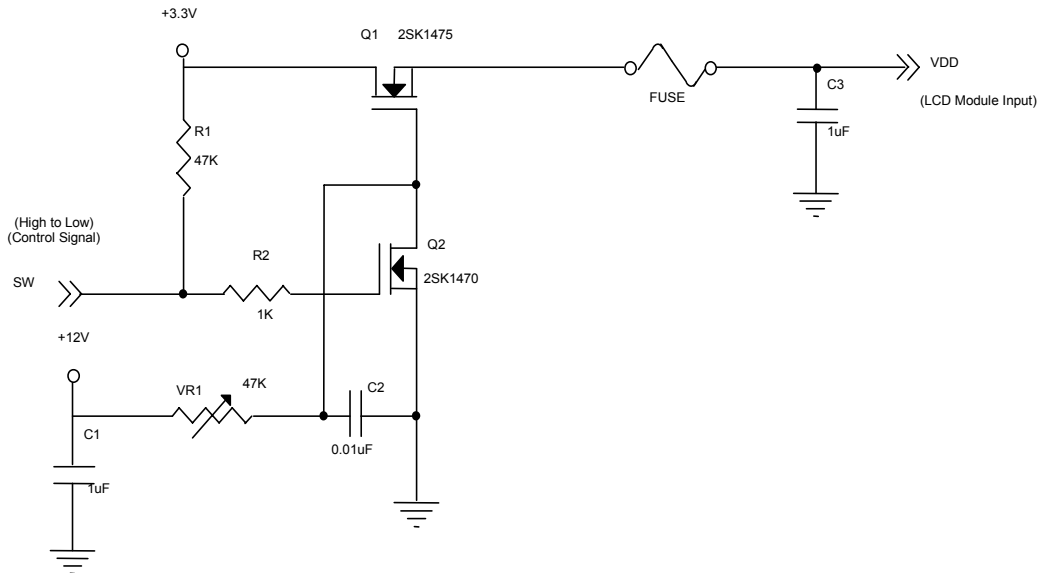 +3.3V
Q1 2SK1475
VDD
FUSE
C3
(LCD Module Input)
R1
1uF
47K
(High to Low)
(Control Signal)
R2
Q2
SW
2SK1470
1K
+12V
VR1
47K
C2
C1
0.01uF
1uF